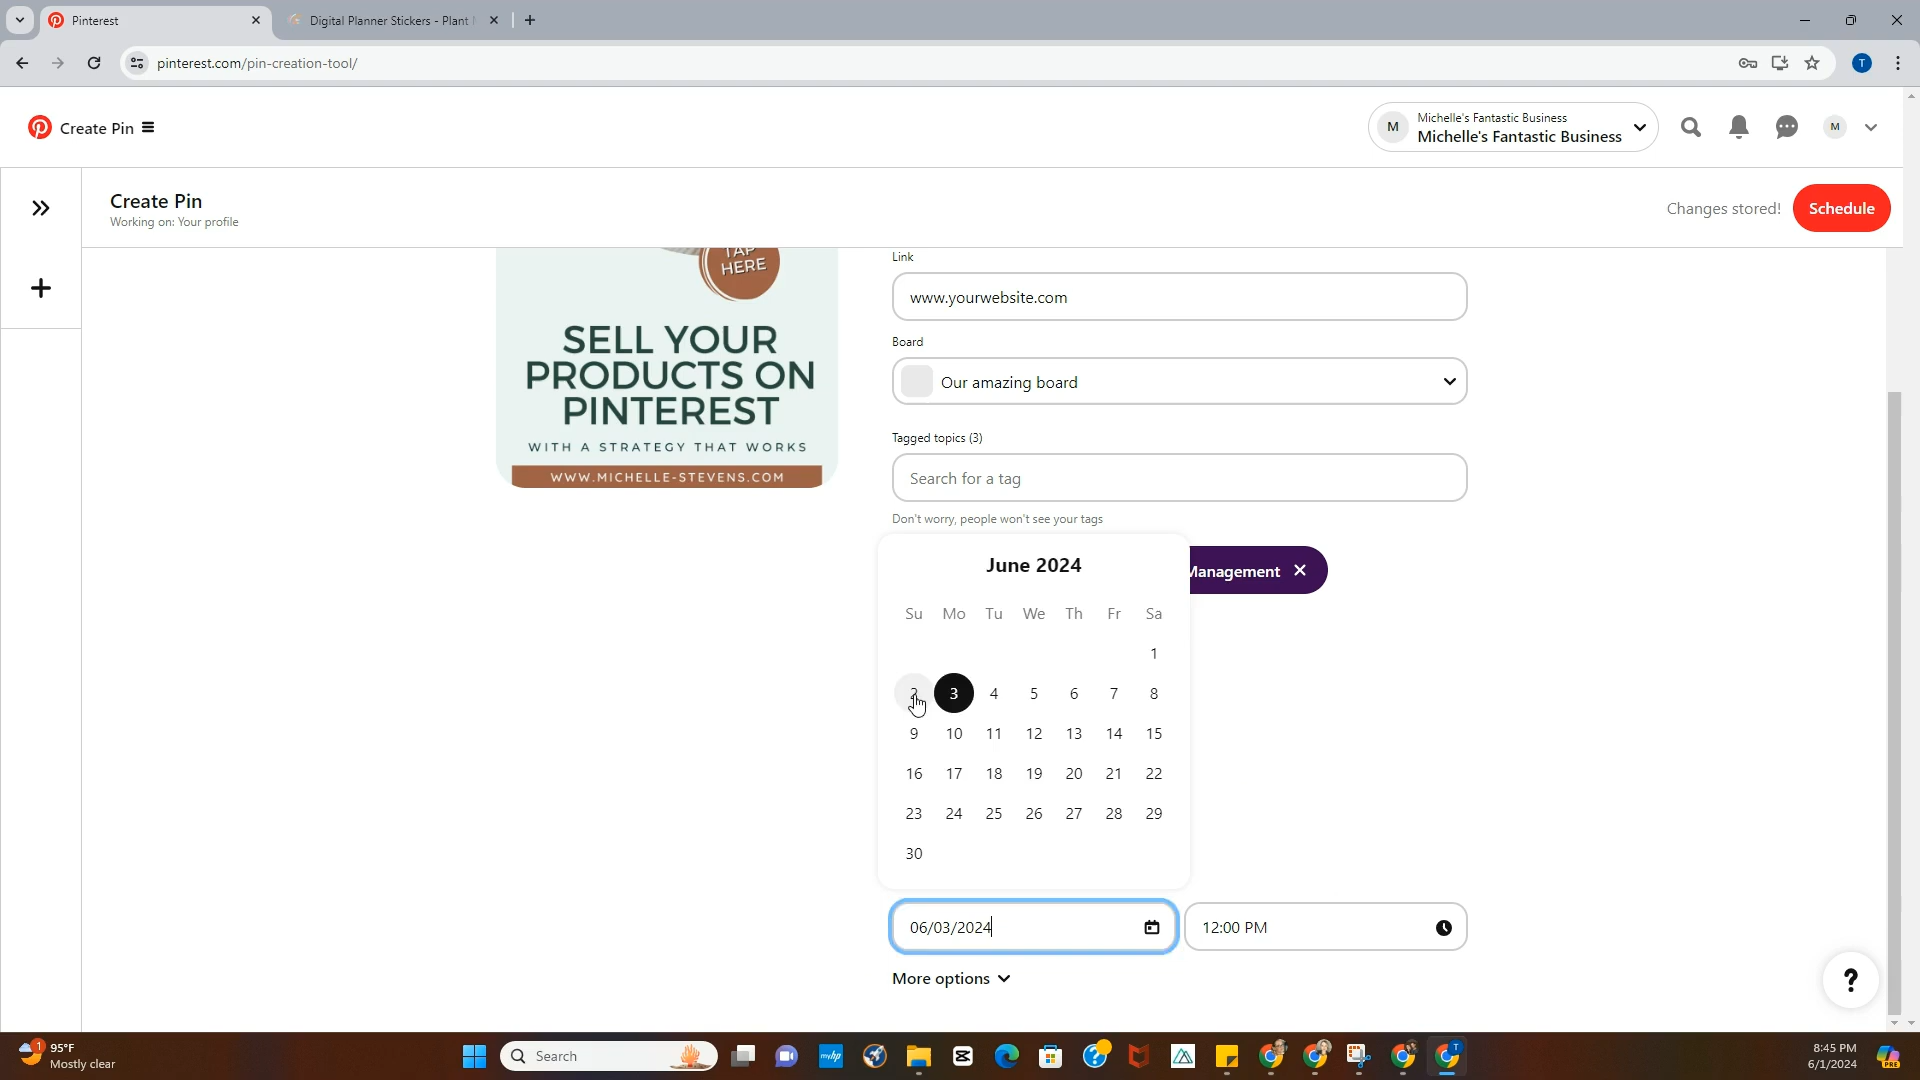 Pinterest
Digital Planner Stickers - Plant
pinterest.com/pin-creation-tool/
T
Create Pin
M
Michelle's Fantastic Business
Michelle's Fantastic Business
M
Create Pin
Working on: Your profile
Changes stored!
Schedule
TAP
HERE
SELL YOUR
PRODUCTS ON
PINTEREST
WITH A STRATEGY THAT WORKS
WWW.MICHELLE-STEVENS.COM
Link
www.yourwebsite.com
Board
Our amazing board
Tagged topics (3)
Search for a tag
Don't worry, people won't see your tags
Management
June 2024
Su Mo Tu We Th Fr Sa
1
2 3 4 5 6 7 8
9 10 11 12 13 14 15
16 17 18 19 20 21 22
23 24 25 26 27 28 29
30
06/03/2024
12:00 PM
More options
?
1
95°F
Mostly clear
Search
myhp
T
8:45 PM
6/1/2024
PRE